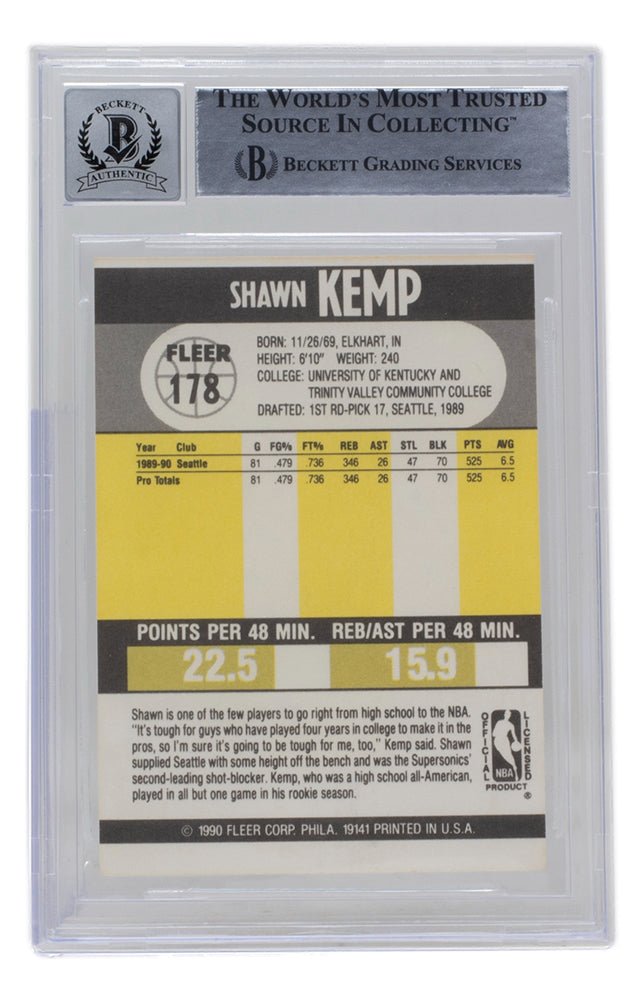 BECKETT
B
AUTHENTIC
THE WORLD'S MOST TRUSTED
SOURCE IN COLLECTING™
B BECKETT GRADING SERVICES
SHAWN KEMP
FLEER
178
BORN: 11/26/69, ELKHART, IN
HEIGHT: 6'10" WEIGHT: 240
COLLEGE: UNIVERSITY OF KENTUCKY AND
TRINITY VALLEY COMMUNITY COLLEGE
DRAFTED: 1ST RD-PICK 17, SEATTLE, 1989
Year Club G FG% FT% REB AST STL BLK PTS AVG
1989-90 Seattle 81 .479 .736 346 26 47 70 525 6.5
Pro Totals 81 .479 .736 346 26 47 70 525 6.5
POINTS PER 48 MIN. REB/AST PER 48 MIN.
22.5 15.9
Shawn is one of the few players to go right from high school to the NBA.
"It's tough for guys who have played four years in college to make it in the
pros, so I'm sure it's going to be tough for me, too," Kemp said. Shawn
supplied Seattle with some height off the bench and was the Supersonics'
second-leading shot-blocker. Kemp, who was a high school all-American,
played in all but one game in his rookie season.
OFFICIAL
LICENSED
NBA
PRODUCT
®
© 1990 FLEER CORP. PHILA. 19141 PRINTED IN U.S.A.